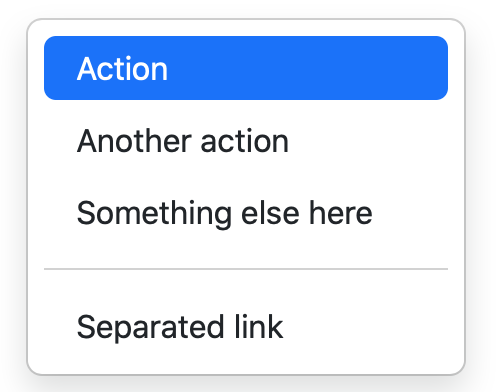 Action
Another action
Something else here
Separated link